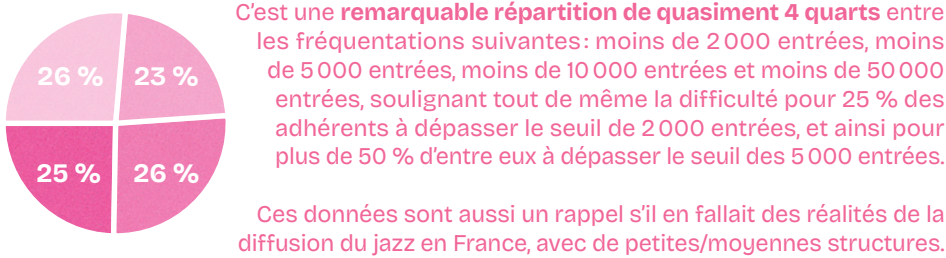 26 % 23 %
25 % 26 %
C'est une remarquable répartition de quasiment 4 quarts entre
les fréquentations suivantes : moins de 2 000 entrées, moins
de 5 000 entrées, moins de 10 000 entrées et moins de 50 000
entrées, soulignant tout de même la difficulté pour 25 % des
adhérents à dépasser le seuil de 2 000 entrées, et ainsi pour
plus de 50 % d'entre eux à dépasser le seuil des 5 000 entrées.
Ces données sont aussi un rappel s'il en fallait des réalités de la
diffusion du jazz en France, avec de petites/moyennes structures.